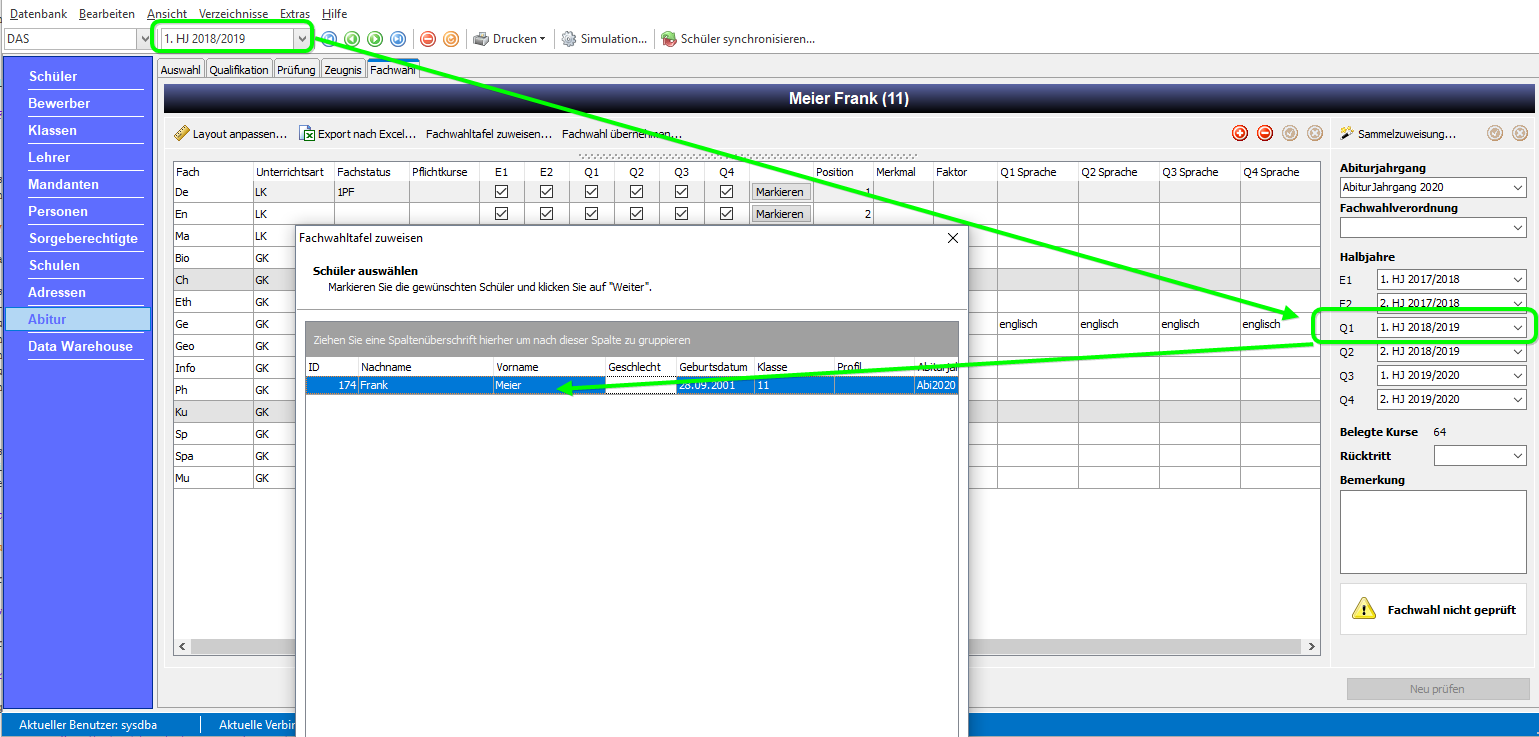 Datenbank Bearbeiten Ansicht Verzeichnisse Extras Hilfe
DAS 1. HJ 2018/2019 Drucken Simulation... Schüler synchronisieren...
Schüler
Bewerber
Klassen
Lehrer
Mandanten
Personen
Sorgeberechtigte
Schulen
Adressen
Abitur
Data Warehouse
Auswahl Qualifikation Prüfung Zeugnis Fachwahl
Meier Frank (11)
Layout anpassen... Export nach Excel... Fachwahltafel zuweisen... Fachwahl übernehmen...
Fach Unterrichtsart Fachstatus Pflichtkurse E1 E2 Q1 Q2 Q3 Q4 Position Merkmal Faktor Q1 Sprache Q2 Sprache Q3 Sprache Q4 Sprache
De LK 1PF Markieren 1
En LK Markieren 2
Ma LK
Bio GK
Ch GK
Eth GK
Ge GK englisch englisch englisch englisch
Geo GK
Info GK
Ph GK
Ku GK
Sp GK
Spa GK
Mu GK
Fachwahltafel zuweisen
Schüler auswählen
Markieren Sie die gewünschten Schüler und klicken Sie auf "Weiter".
Ziehen Sie eine Spaltenüberschrift hierher um nach dieser Spalte zu gruppieren
ID Nachname Vorname Geschlecht Geburtsdatum Klasse Profil Abiturjal
174 Frank Meier 28.09.2001 11 Abi2020
Sammelzuweisung...
Abiturjahrgang
AbiturJahrgang 2020
Fachwahlverordnung
Halbjahre
E1 1. HJ 2017/2018
E2 2. HJ 2017/2018
Q1 1. HJ 2018/2019
Q2 2. HJ 2018/2019
Q3 1. HJ 2019/2020
Q4 2. HJ 2019/2020
Belegte Kurse 64
Rücktritt
Bemerkung
Fachwahl nicht geprüft
Neu prüfen
Aktueller Benutzer: sysdba Aktuelle Verbin